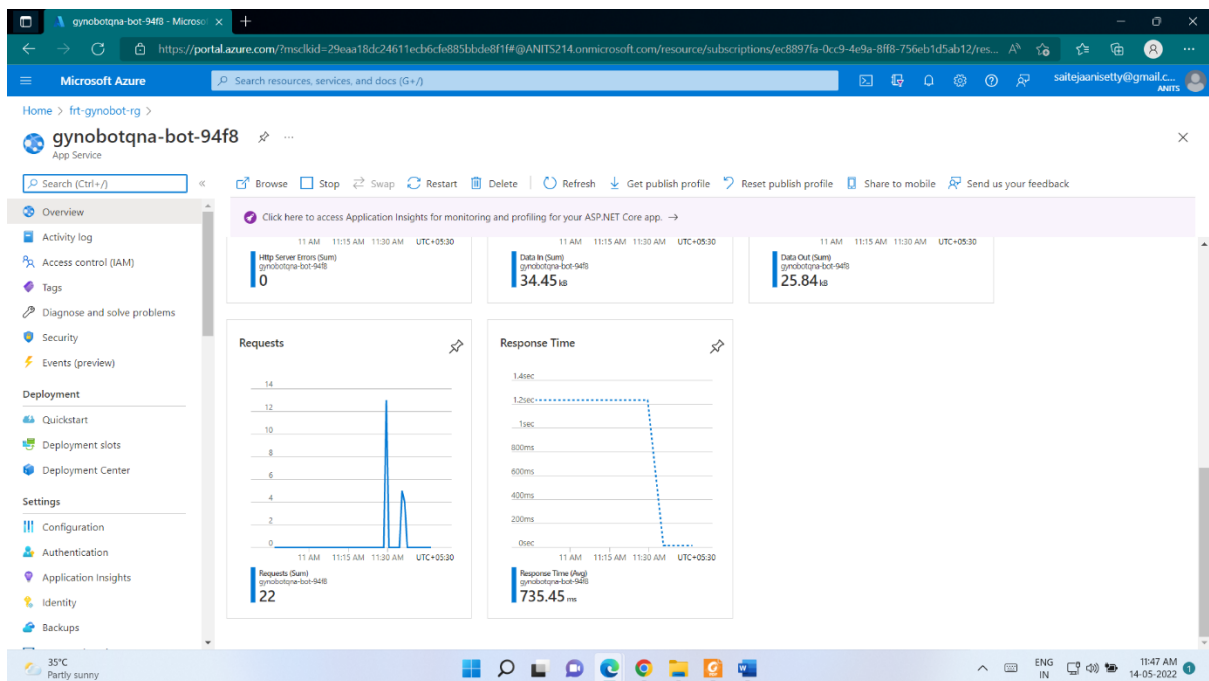 gynobotqna-bot-94f8 - Microsof
https://portal.azure.com/?msclkid=29eaa18dc24611ecb6cfe885bbde8f1f#@ANITS214.onmicrosoft.com/resource/subscriptions/ec8897fa-0cc9-4e9a-8ff8-756eb1d5ab12/res...
Microsoft Azure
Search resources, services, and docs (G+/)
saitejaanisetty@gmail.c...
ANITS
Home > frt-gynobot-rg >
gynobotqna-bot-94f8
App Service
Search (Ctrl+/)
Browse Stop Swap Restart Delete Refresh Get publish profile Reset publish profile Share to mobile Send us your feedback
Click here to access Application Insights for monitoring and profiling for your ASP.NET Core app. →
Overview
Activity log
Access control (IAM)
Tags
Diagnose and solve problems
Security
Events (preview)
Deployment
Quickstart
Deployment slots
Deployment Center
Settings
Configuration
Authentication
Application Insights
Identity
Backups
11 AM 11:15 AM 11:30 AM UTC+05:30
Http Server Errors (Sum)
gynobotqna-bot-94f8
0
11 AM 11:15 AM 11:30 AM UTC+05:30
Data In (Sum)
gynobotqna-bot-94f8
34.45 kB
11 AM 11:15 AM 11:30 AM UTC+05:30
Data Out (Sum)
gynobotqna-bot-94f8
25.84 kB
Requests
14
12
10
8
6
4
2
0
11 AM 11:15 AM 11:30 AM UTC+05:30
Requests (Sum)
gynobotqna-bot-94f8
22
Response Time
1.4sec
1.2sec
1sec
800ms
600ms
400ms
200ms
0sec
11 AM 11:15 AM 11:30 AM UTC+05:30
Response Time (Avg)
gynobotqna-bot-94f8
735.45 ms
35°C
Partly sunny
ENG
IN
11:47 AM
14-05-2022
1